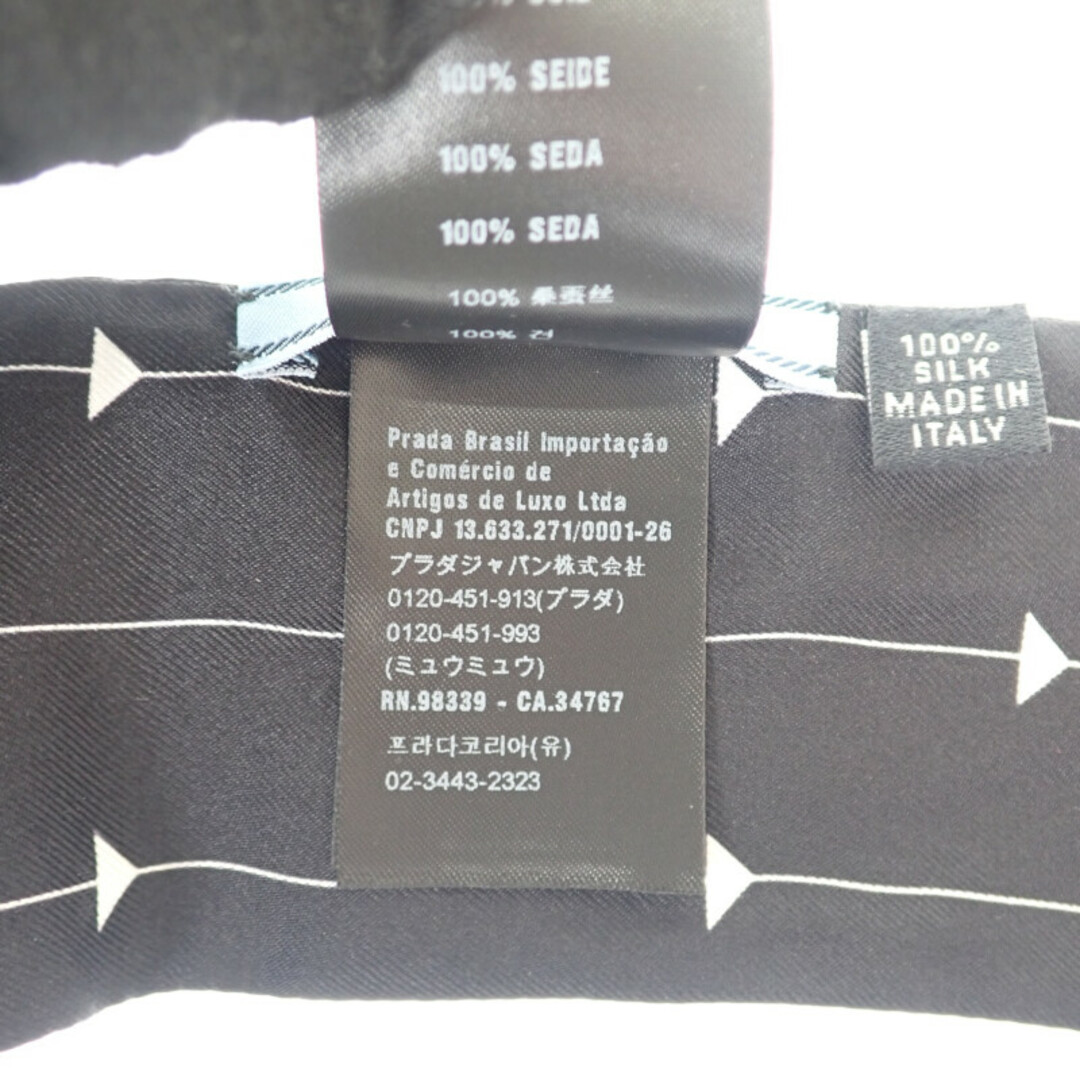 100% SEIDE
100% SEDA
100% SEDA
100% 桑蚕丝
100% 견
Prada Brasil Importação
e Comércio de
Artigos de Luxo Ltda
CNPJ 13.633.271/0001-26
プラダジャパン株式会社
0120-451-913(プラダ)
0120-451-993
(ミュウミュウ)
RN.98339 - CA.34767
프라다코리아(유)
02-3443-2323
100%
SILK
MADE IN
ITALY